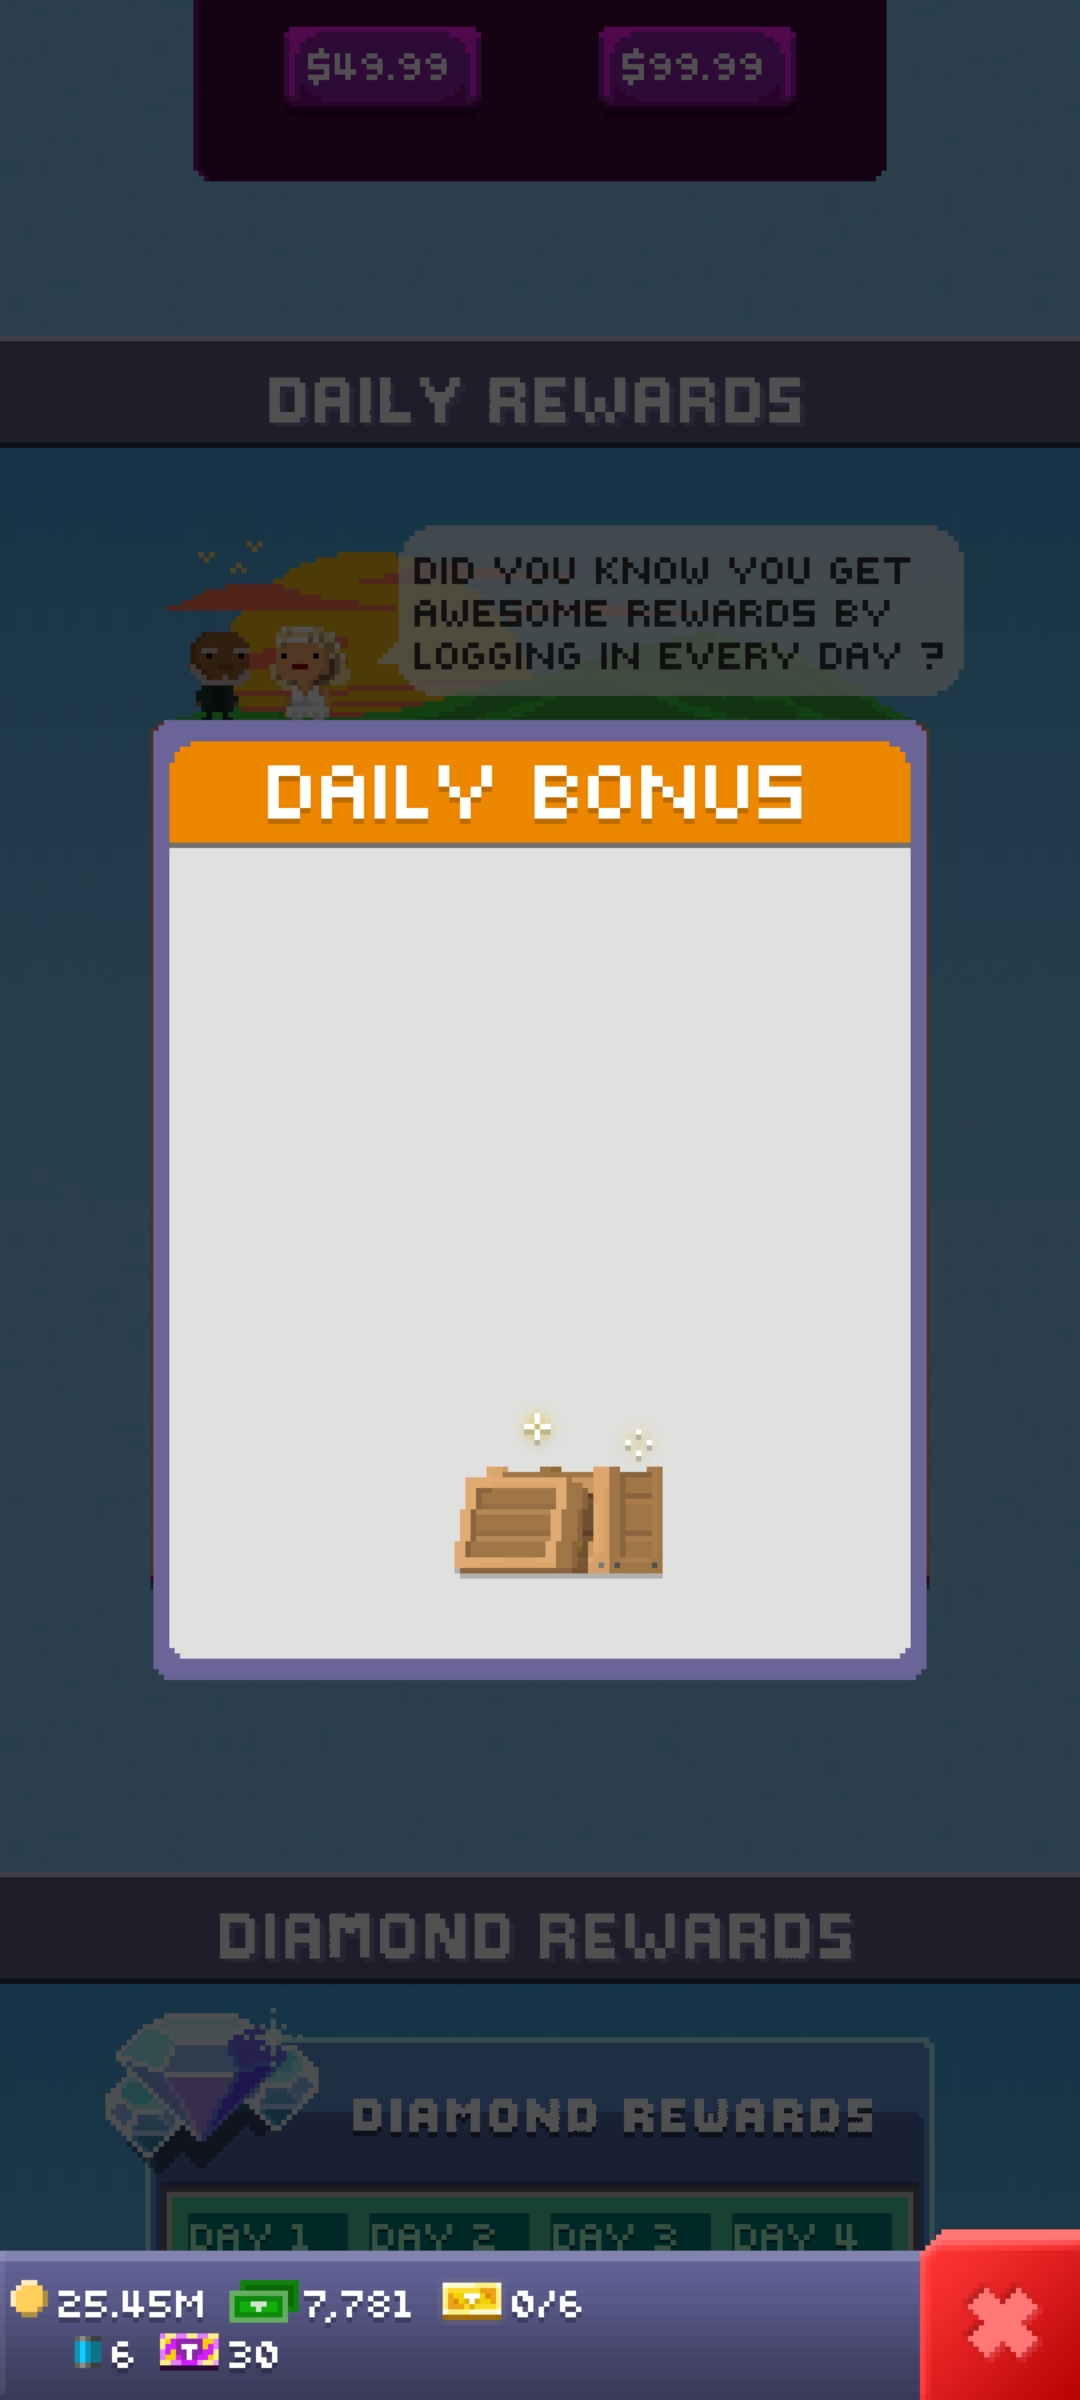 $49.99 $99.99
DAILY REWARDS
DID YOU KNOW YOU GET
AWESOME REWARDS BY
LOGGING IN EVERY DAY ?
DAILY BONUS
DIAMOND REWARDS
DIAMOND REWARDS
DAY 1 DAY 2 DAY 3 DAY 4
25.45M 7,781 0/6
6 T 30